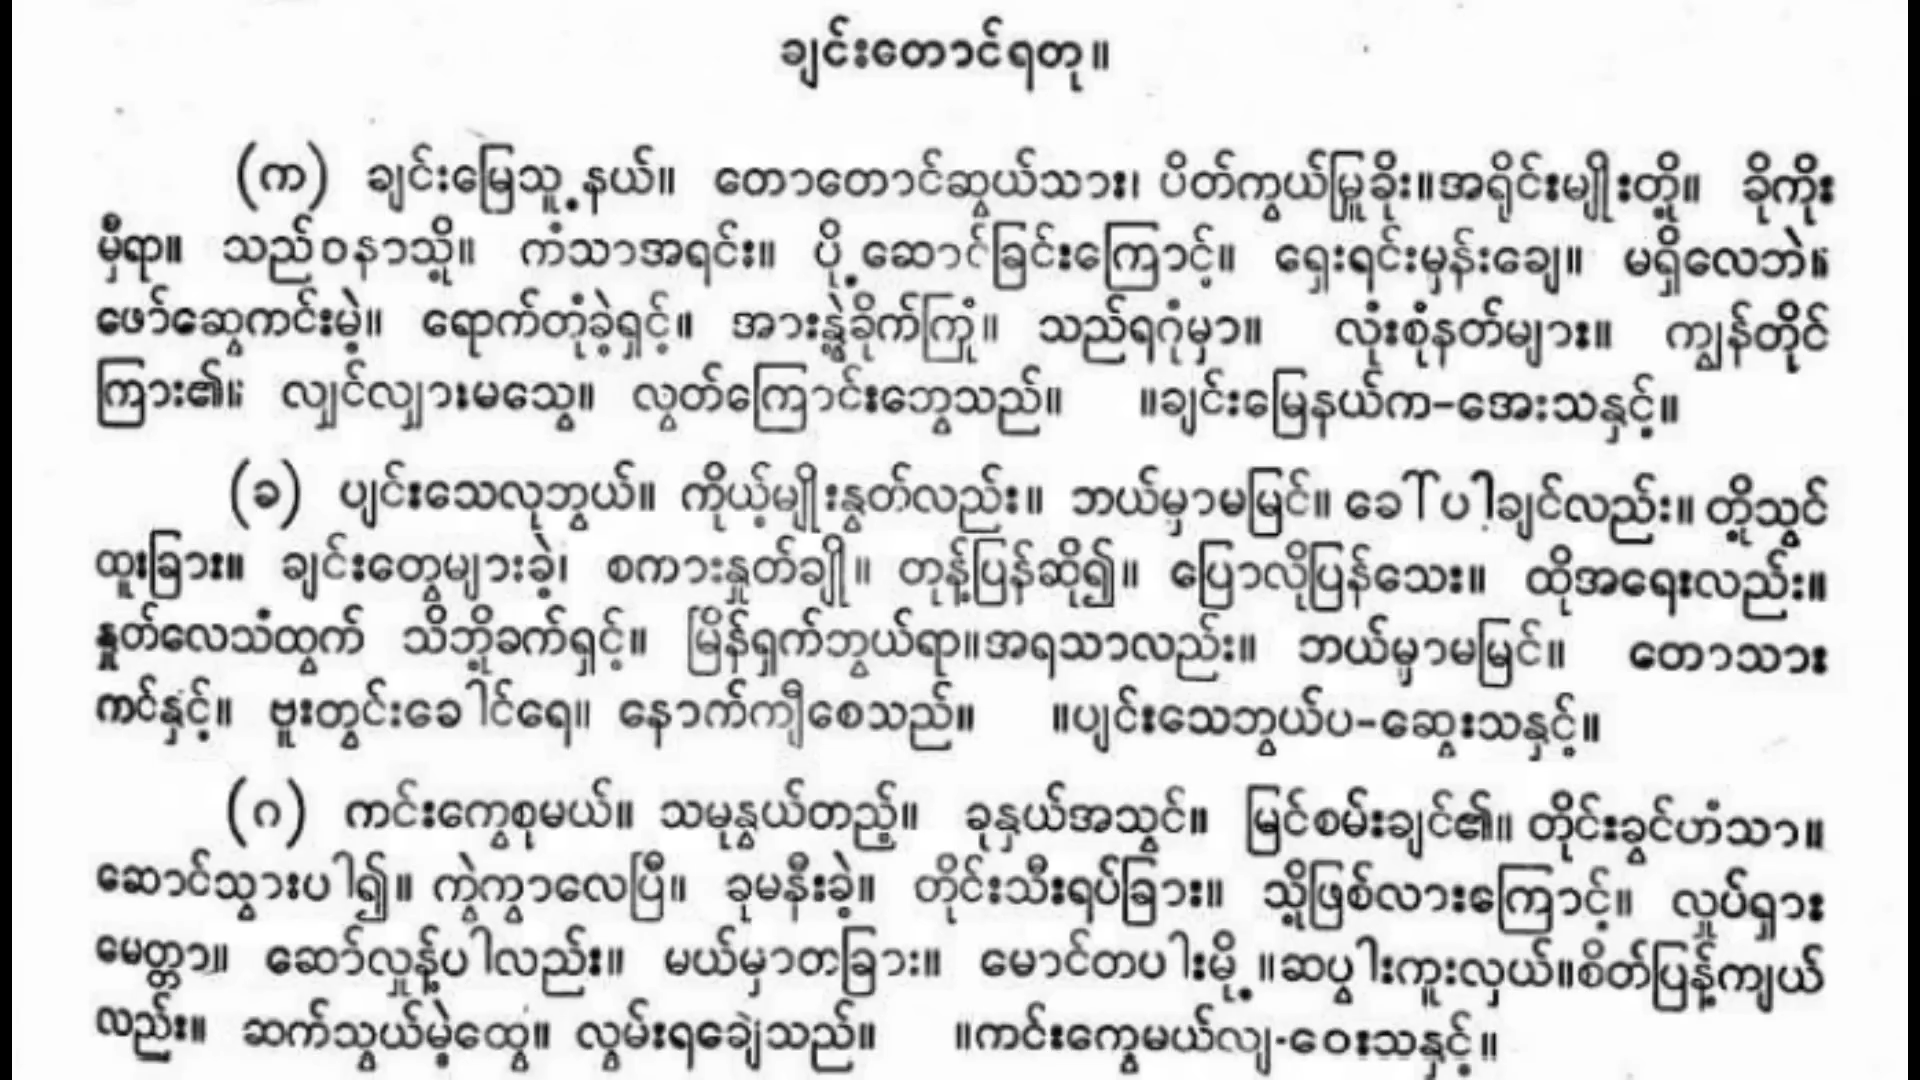 ချင်းတောင်ရတု။
(က) ချင်းမြေသူ့နယ်။ တောတောင်ဆွယ်သား၊ ပိတ်ကွယ်မြှူခိုး။အရိုင်းမျိုးတို့။ ခိုကိုး
မှီရာ။ သည်ဝနာသို့။ ကံသာအရင်း။ ပို့ဆောင်ခြင်းကြောင့်။ ရှေးရင်းမှန်းချေ။ မရှိလေဘဲ။
ဖော်ဆွေကင်းမဲ့။ ရောက်တုံခဲ့ရှင့်။ အားနွဲ့ခိုက်ကြုံ။ သည်ရဂုံမှာ။ လုံးစုံနတ်များ။ ကျွန်တိုင်
ကြား၏။ လျှင်လျှားမသွေ။ လွတ်ကြောင်းဘွေသည်။ ။ချင်းမြေနယ်က-အေးသနှင့်။
(ခ) ပျင်းသေလုဘွယ်။ ကိုယ့်မျိုးနွတ်လည်း။ ဘယ်မှာမမြင်။ ခေါ်ပါချင်လည်း။ တို့သွင်
ထူးခြား။ ချင်းတွေများခဲ့၊ စကားနှုတ်ချို။ တုန့်ပြန်ဆို၍။ ပြောလိုပြန်သေး။ ထိုအရေးလည်း။
နှုတ်လေသံထွက် သိဘို့ခက်ရှင့်။ မြိန်ရှက်ဘွယ်ရာ။အရသာလည်း။ ဘယ်မှာမမြင်။ တောသား
ကင်နှင့်။ ဗူးတွင်းခေါင်ရေ။ နောက်ကျိစေသည်။ ။ပျင်းသေဘွယ်ပ-ဆွေးသနှင့်။
(ဂ) ကင်းကွေစုမယ်။ သမုနွယ်တည့်။ ခုနှယ်အသွင်။ မြင်စမ်းချင်၏။ တိုင်းခွင်ဟံသာ။
ဆောင်သွားပါ၍။ ကွဲကွာလေပြီ။ ခုမနီးခဲ့။ တိုင်းသီးရပ်ခြား။ သို့ဖြစ်လားကြောင့်။ လှုပ်ရှား
မေတ္တာ။ ဆော်လှုန့်ပါလည်း။ မယ်မှာတခြား။ မောင်တပါးမို့။ဆပွါးကူးလှယ်။စိတ်ပြန့်ကျယ်
လည်း။ ဆက်သွယ်မဲ့ထွေ။ လွမ်းရချေသည်။ ။ကင်းကွေမယ်လျ-ဝေးသနှင့်။